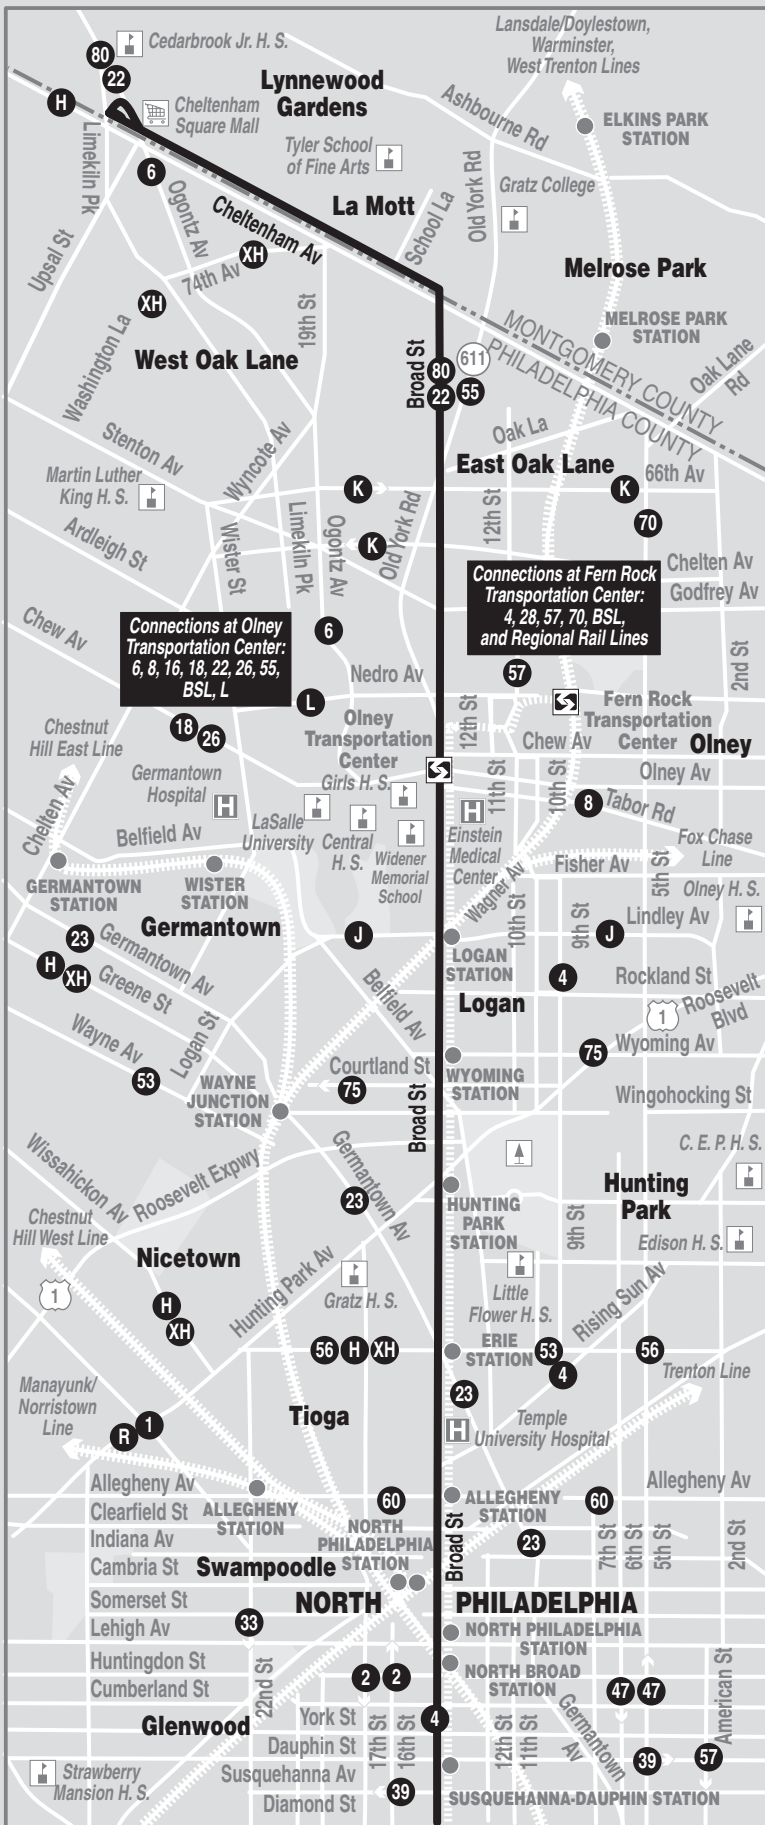 Lansdale/Doylestown,
Warminster,
West Trenton Lines
Cedarbrook Jr. H. S.
80
22
H
Lynnewood
Gardens
Cheltenham
Square Mall
Ashbourne Rd
ELKINS PARK
STATION
Limekiln Pk
Tyler School
of Fine Arts
Old York Rd
Gratz College
6
Ogontz Av
La Mott
School La
Upsal St
Cheltenham Av
XH
74th Av
Melrose Park
XH
19th St
MELROSE PARK
STATION
MONTGOMERY COUNTY
PHILADELPHIA COUNTY
Washington La
West Oak Lane
Broad St
611
80
22
55
Oak Lane
Rd
Stenton Av
Wyncote Av
Oak La
East Oak Lane
Martin Luther
King H. S.
K
K
66th Av
70
12th St
Ardleigh St
Wister St
Limekiln Pk
Ogontz Av
K
Old York Rd
Chelten Av
Godfrey Av
Connections at Fern Rock
Transportation Center:
4, 28, 57, 70, BSL,
and Regional Rail Lines
Chew Av
Connections at Olney
Transportation Center:
6, 8, 16, 18, 22, 26, 55,
BSL, L
6
2nd St
Nedro Av
57
L
Fern Rock
Transportation
Center
Olney
12th St
Chestnut
Hill East Line
18
26
Olney
Transportation
Center
Chew Av
Olney Av
Germantown
Hospital
H
Girls H. S.
11th St
10th St
8
Tabor Rd
Chelten Av
LaSalle
University
Central
H. S.
Widener
Memorial
School
H
Einstein
Medical
Center
Fox Chase
Line
Belfield Av
Wagner Av
Fisher Av
5th St
Olney H. S.
GERMANTOWN
STATION
WISTER
STATION
Germantown
10th St
9th St
Lindley Av
23
Germantown Av
J
J
LOGAN
STATION
H
XH
Greene St
Belfield Av
4
Rockland St
Logan
Roosevelt
Blvd
1
Wayne Av
Logan St
53
WAYNE
JUNCTION
STATION
Courtland St
75
75
Wyoming Av
WYOMING
STATION
Broad St
Wingohocking St
Wissahickon Av
Roosevelt Expwy
Germantown Av
C. E. P. H. S.
Chestnut
Hill West Line
23
HUNTING
PARK
STATION
Hunting
Park
9th St
Nicetown
Edison H. S.
1
Hunting Park Av
Gratz H. S.
Little
Flower H. S.
Rising Sun Av
H
XH
56
H
XH
ERIE
STATION
53
4
56
Trenton Line
Manayunk/
Norristown
Line
23
Tioga
R
1
H
Temple
University Hospital
Allegheny Av
60
Allegheny Av
Clearfield St
ALLEGHENY
STATION
ALLEGHENY
STATION
60
Indiana Av
NORTH
PHILADELPHIA
STATION
Broad St
23
7th St
6th St
5th St
2nd St
Cambria St
Swampoodle
Somerset St
NORTH
PHILADELPHIA
Lehigh Av
33
NORTH PHILADELPHIA
STATION
Huntingdon St
22nd St
2
2
NORTH BROAD
STATION
47
47
American St
Cumberland St
Glenwood
York St
17th St
16th St
4
12th St
11th St
Germantown
Av
Dauphin St
39
57
Strawberry
Mansion H. S.
Susquehanna Av
39
Diamond St
SUSQUEHANNA-DAUPHIN STATION